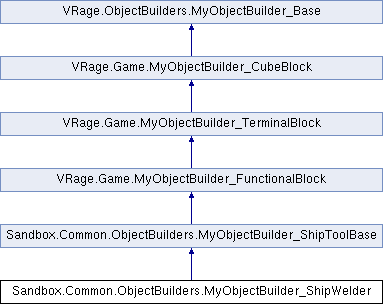 VRage.ObjectBuilders.MyObjectBuilder_Base
VRage.Game.MyObjectBuilder_CubeBlock
VRage.Game.MyObjectBuilder_TerminalBlock
VRage.Game.MyObjectBuilder_FunctionalBlock
Sandbox.Common.ObjectBuilders.MyObjectBuilder_ShipToolBase
Sandbox.Common.ObjectBuilders.MyObjectBuilder_ShipWelder